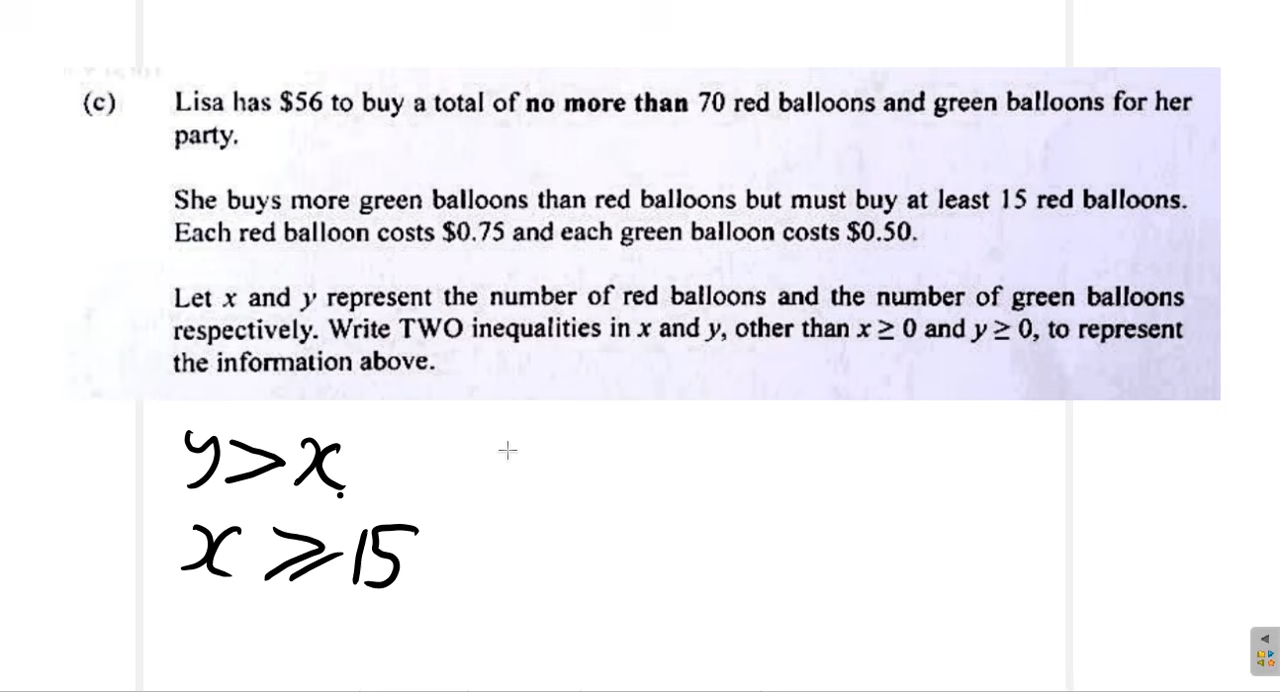 (c) Lisa has $56 to buy a total of no more than 70 red balloons and green balloons for her
party.
She buys more green balloons than red balloons but must buy at least 15 red balloons.
Each red balloon costs $0.75 and each green balloon costs $0.50.
Let x and y represent the number of red balloons and the number of green balloons
respectively. Write TWO inequalities in x and y, other than x ≥ 0 and y ≥ 0, to represent
the information above.
y > x
x ≥ 15